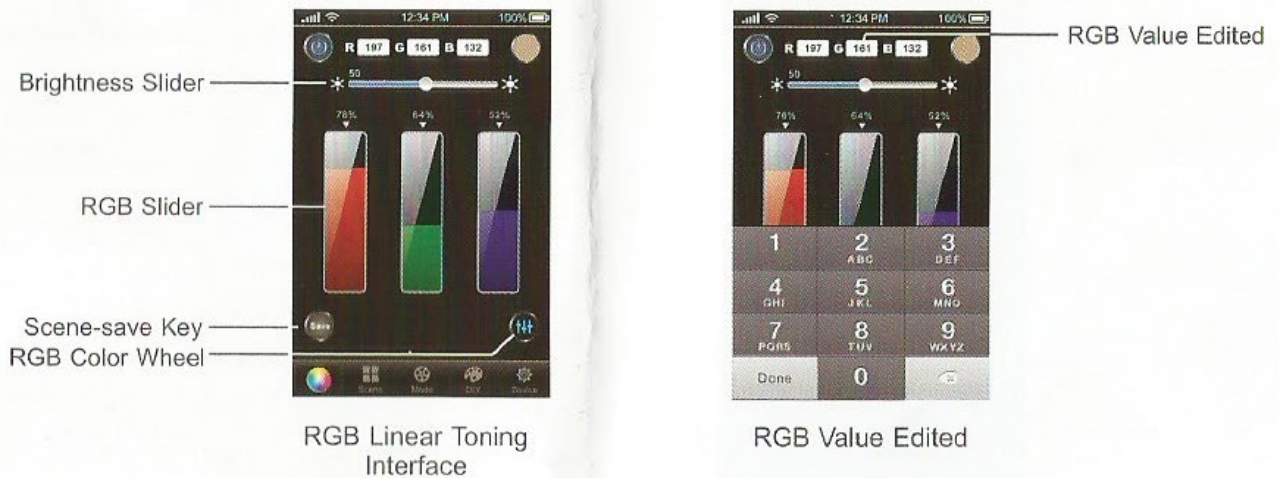 12:34 PM 100%
R 197 G 161 B 132
Brightness Slider
50
76% 64% 52%
RGB Slider
Scene-save Key
Save
RGB Color Wheel
Scene Mode DIY Device
RGB Linear Toning
Interface
12:34 PM 100%
R 197 G 161 B 132
RGB Value Edited
50
76% 64% 52%
1 2 3
ABC DEF
4 5 6
GHI JKL MNO
7 8 9
PQRS TUV WXYZ
Done 0
RGB Value Edited